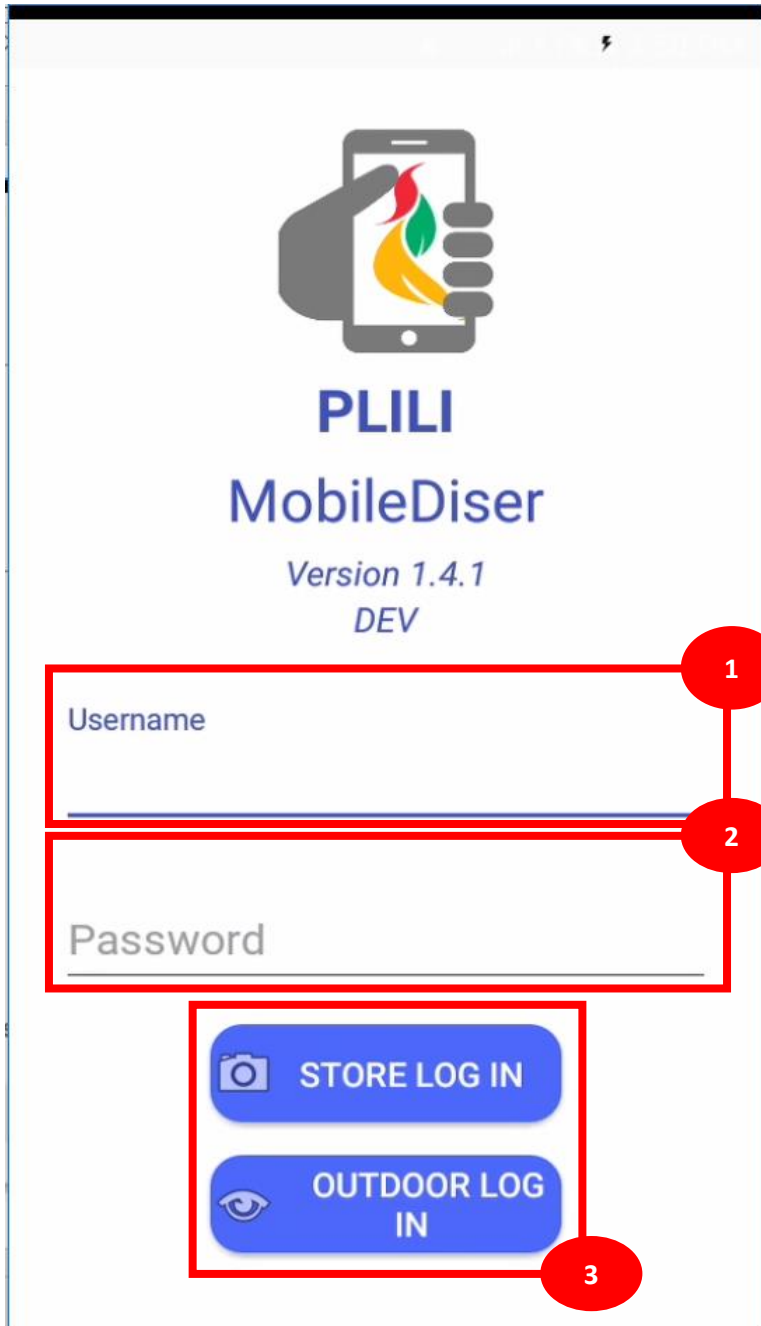 PLILI
MobileDiser
Version 1.4.1
DEV
1
Username
2
Password
STORE LOG IN
OUTDOOR LOG
IN
3